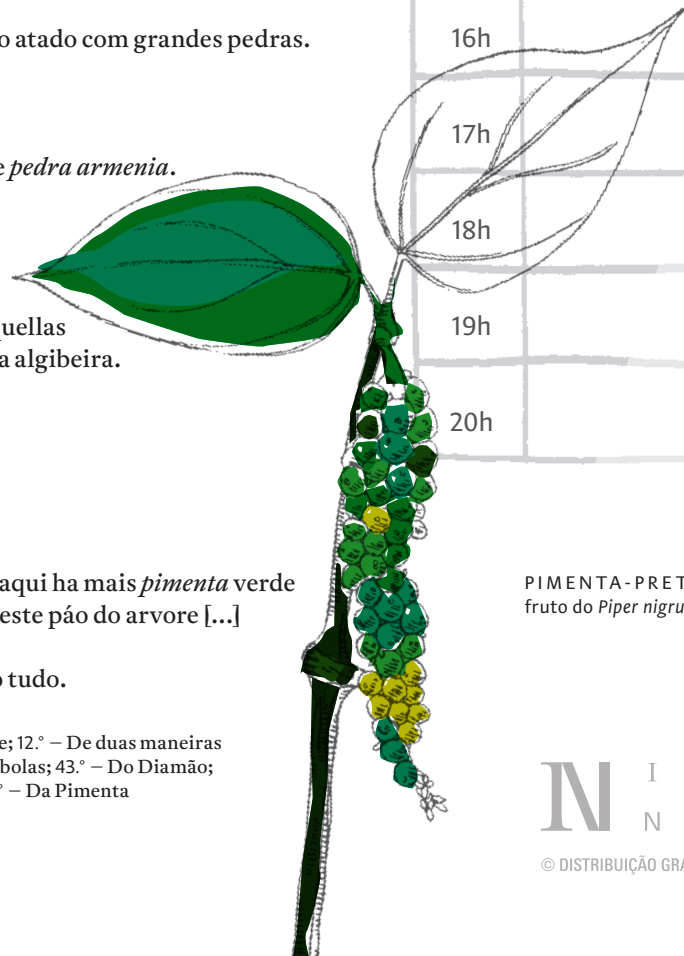 o atado com grandes pedras.
e pedra armenia.
uellas
a algibeira.
aqui ha mais pimenta verde
este páo do arvore [...]
o tudo.
e; 12.° – De duas maneiras
bolas; 43.° – Do Diamão;
° – Da Pimenta
16h
17h
18h
19h
20h
PIMENTA-PRET
fruto do Piper nigru
N I
N
© DISTRIBUIÇÃO GRA